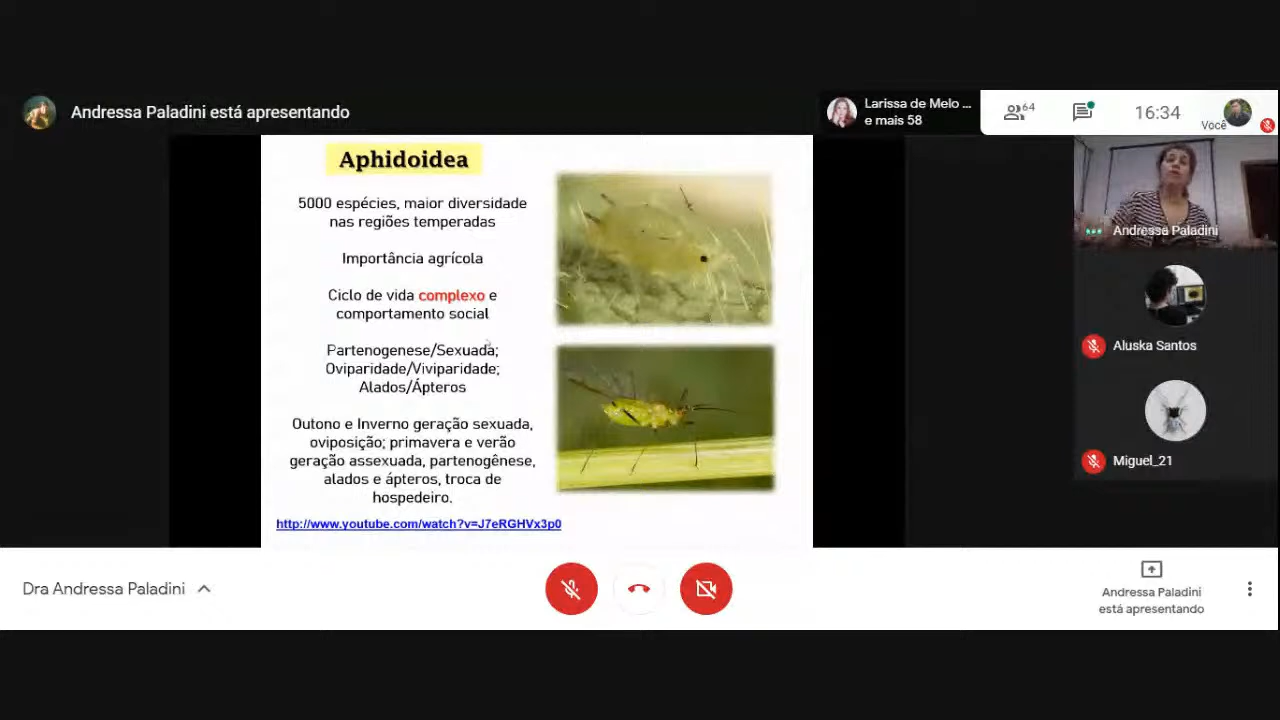 Andressa Paladini está apresentando
Larissa de Melo ...
e mais 58
64
16:34
Você
Aphidoidea
5000 espécies, maior diversidade
nas regiões temperadas
Importância agrícola
Ciclo de vida complexo e
comportamento social
Partenogenese/Sexuada;
Oviparidade/Viviparidade;
Alados/Ápteros
Outono e Inverno geração sexuada,
oviposição; primavera e verão
geração assexuada, partenogênese,
alados e ápteros, troca de
hospedeiro.
http://www.youtube.com/watch?v=J7eRGHVx3p0
Andressa Paladini
Aluska Santos
Miguel_21
Dra Andressa Paladini
Andressa Paladini
está apresentando